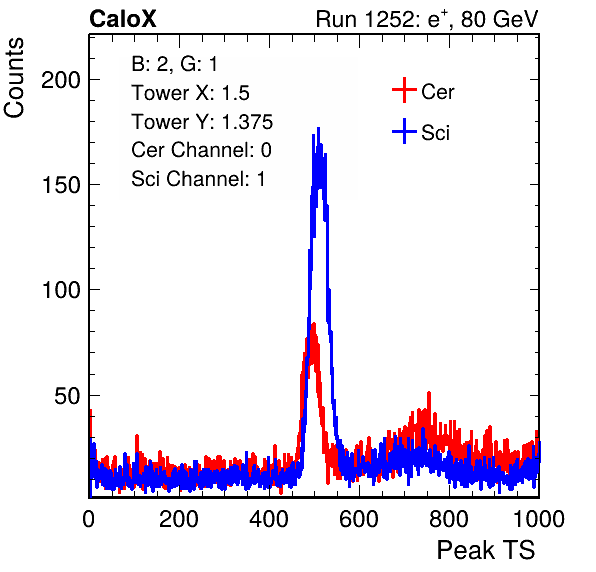 CaloX Run 1252: e⁺, 80 GeV
Counts
B: 2, G: 1
Tower X: 1.5
Tower Y: 1.375
Cer Channel: 0
Sci Channel: 1
Cer
Sci
200
150
100
50
0 200 400 600 800 1000
Peak TS